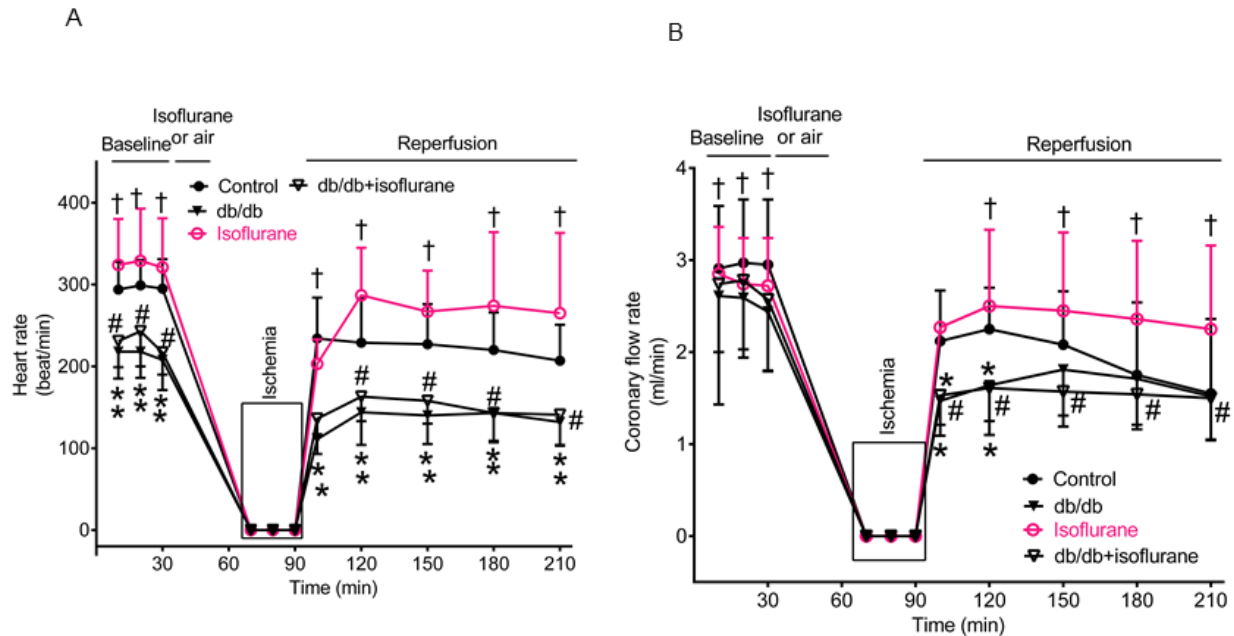 A
Isoflurane
or air
Baseline
Reperfusion
Control
db/db+isoflurane
db/db
Isoflurane
Heart rate
(beat/min)
400
300
200
100
0
† † †
† † † † †
# # #
# # # #
* * *
* * *
* * * * *
* * * * *
Ischemia
30 60 90 120 150 180 210
Time (min)
B
Isoflurane
or air
Baseline
Reperfusion
Coronary flow rate
(ml/min)
4
3
2
1
0
† † †
† † † †
* *
# # # # #
* *
Ischemia
Control
db/db
Isoflurane
db/db+isoflurane
30 60 90 120 150 180 210
Time (min)